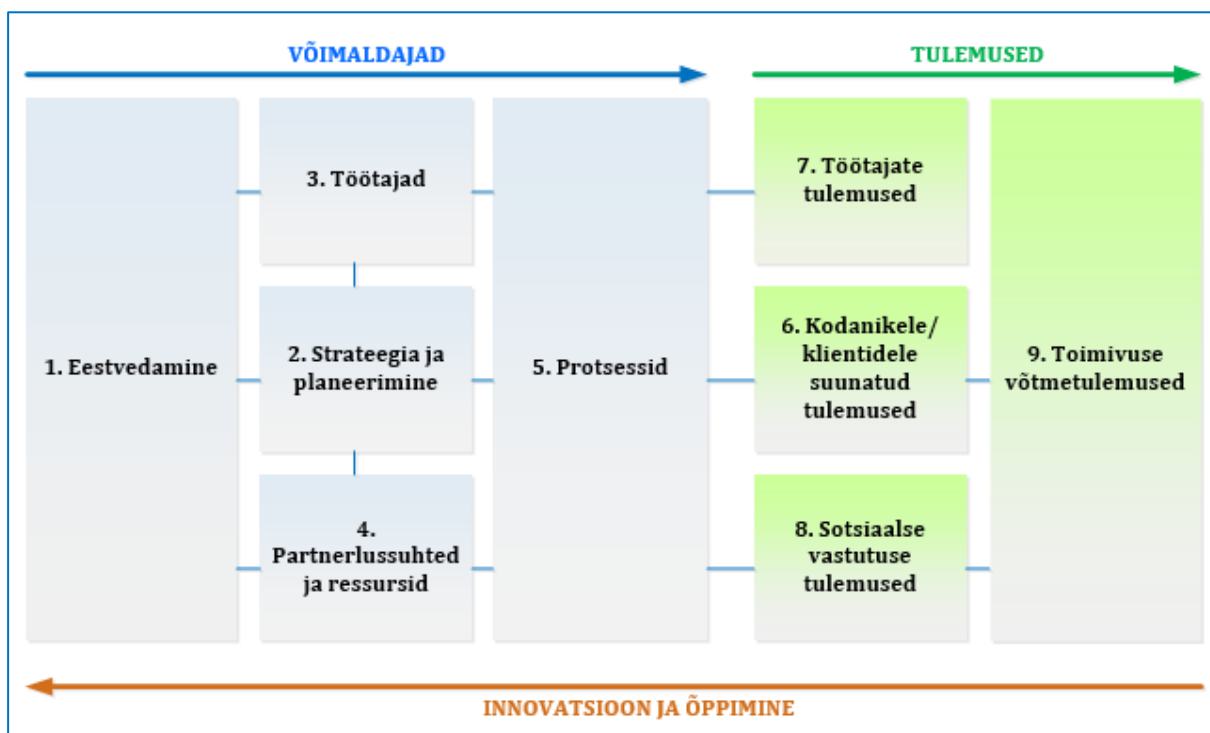 VÕIMALDAJAD
TULEMUSED
1. Eestvedamine
3. Töötajad
2. Strateegia ja
planeerimine
4.
Partnerlussuhted
ja ressursid
5. Protsessid
7. Töötajate
tulemused
6. Kodanikele/
klientidele
suunatud
tulemused
8. Sotsiaalse
vastutuse
tulemused
9. Toimivuse
võtmetulemused
INNOVATSIOON JA ÕPPIMINE